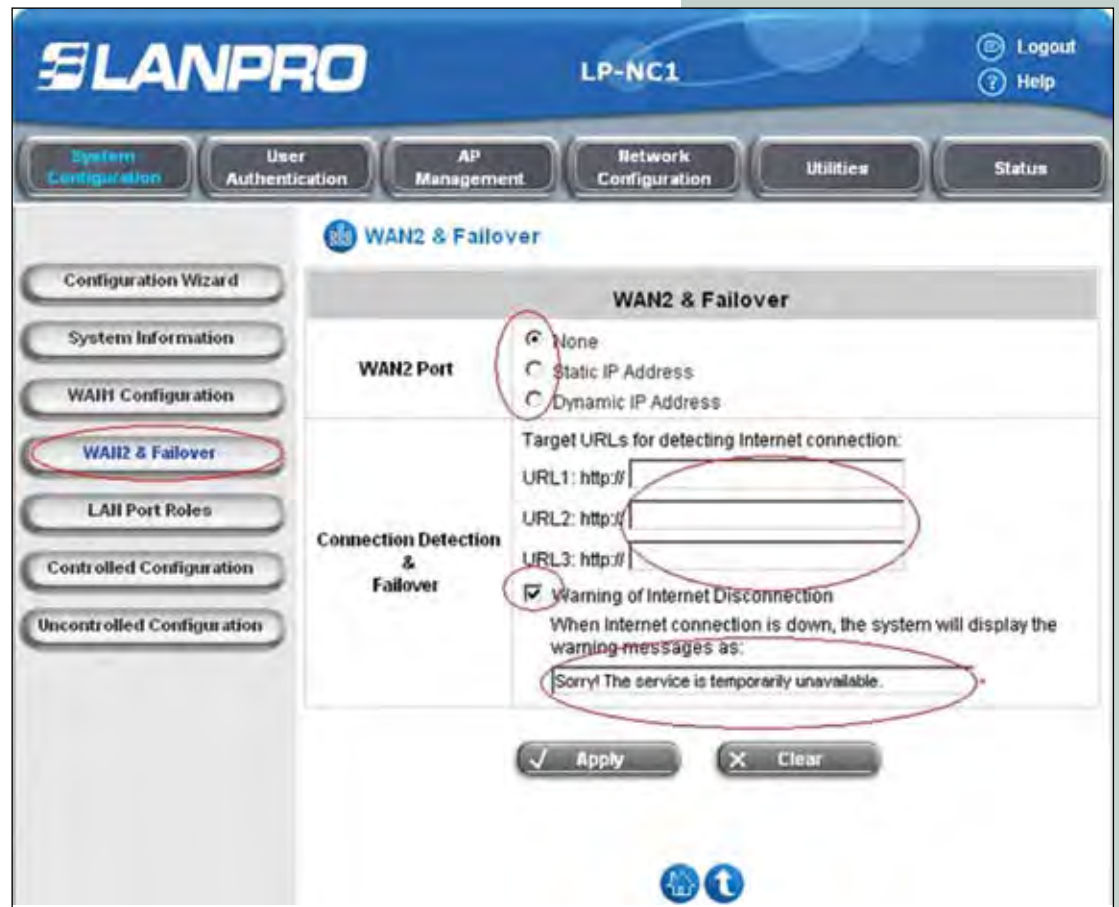 LANPRO
LP-NC1
Logout
Help
System Configuration
User Authentication
AP Management
Network Configuration
Utilities
Status
Configuration Wizard
System Information
WAN1 Configuration
WAN2 & Failover
LAN Port Roles
Controlled Configuration
Uncontrolled Configuration
WAN2 & Failover
WAN2 & Failover
WAN2 Port
None
Static IP Address
Dynamic IP Address
Connection Detection
&
Failover
Target URLs for detecting Internet connection:
URL1: http://
URL2: http://
URL3: http://
Warning of Internet Disconnection
When Internet connection is down, the system will display the
warning messages as:
Sorry! The service is temporarily unavailable. *
Apply
Clear